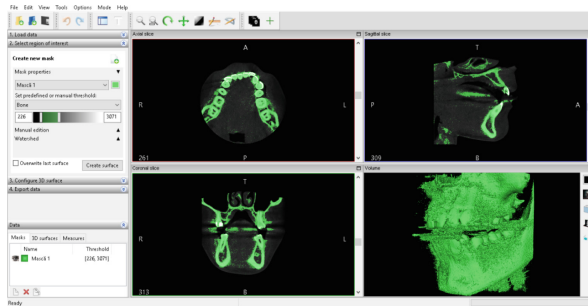 File Edit View Tools Options Mode Help
1. Load data
2. Select region of interest
Create new mask
Mask properties
Mascli 1
Set predefined or manual threshold:
Bone
226 3071
Manual edition
Watershed
Overwrite last surface
Create surface
3. Configure 3D surface
4. Export data
Data
Masks 3D surfaces Measures
Name Threshold
Mascli 1 [226, 3071]
Ready
Axial slice
A
R L
261 P
Sagittal slice
T
P A
309 B
Coronal slice
T
R L
313 B
Volume